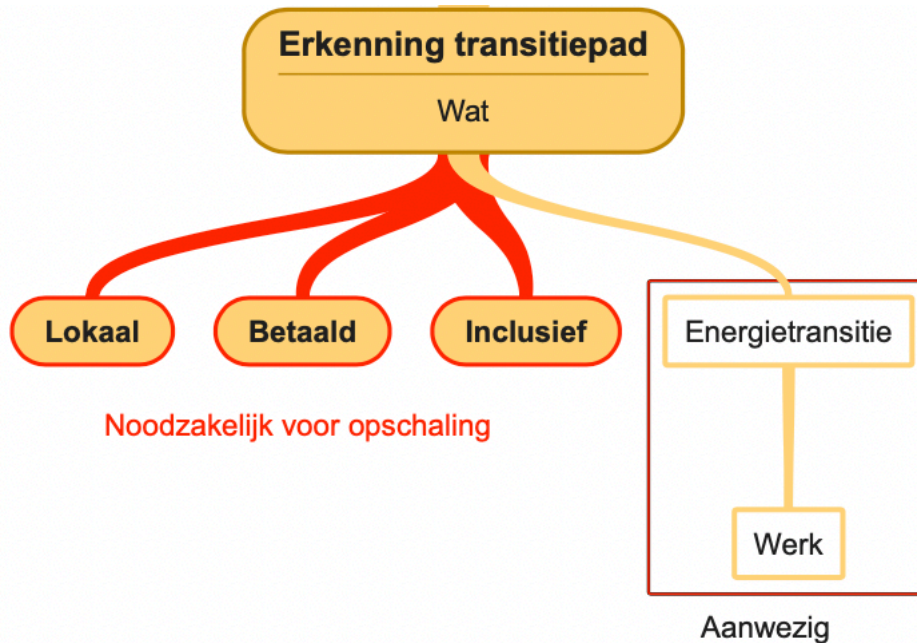 Erkenning transitiepad
Wat
Lokaal
Betaald
Inclusief
Energietransitie
Noodzakelijk voor opschaling
Werk
Aanwezig